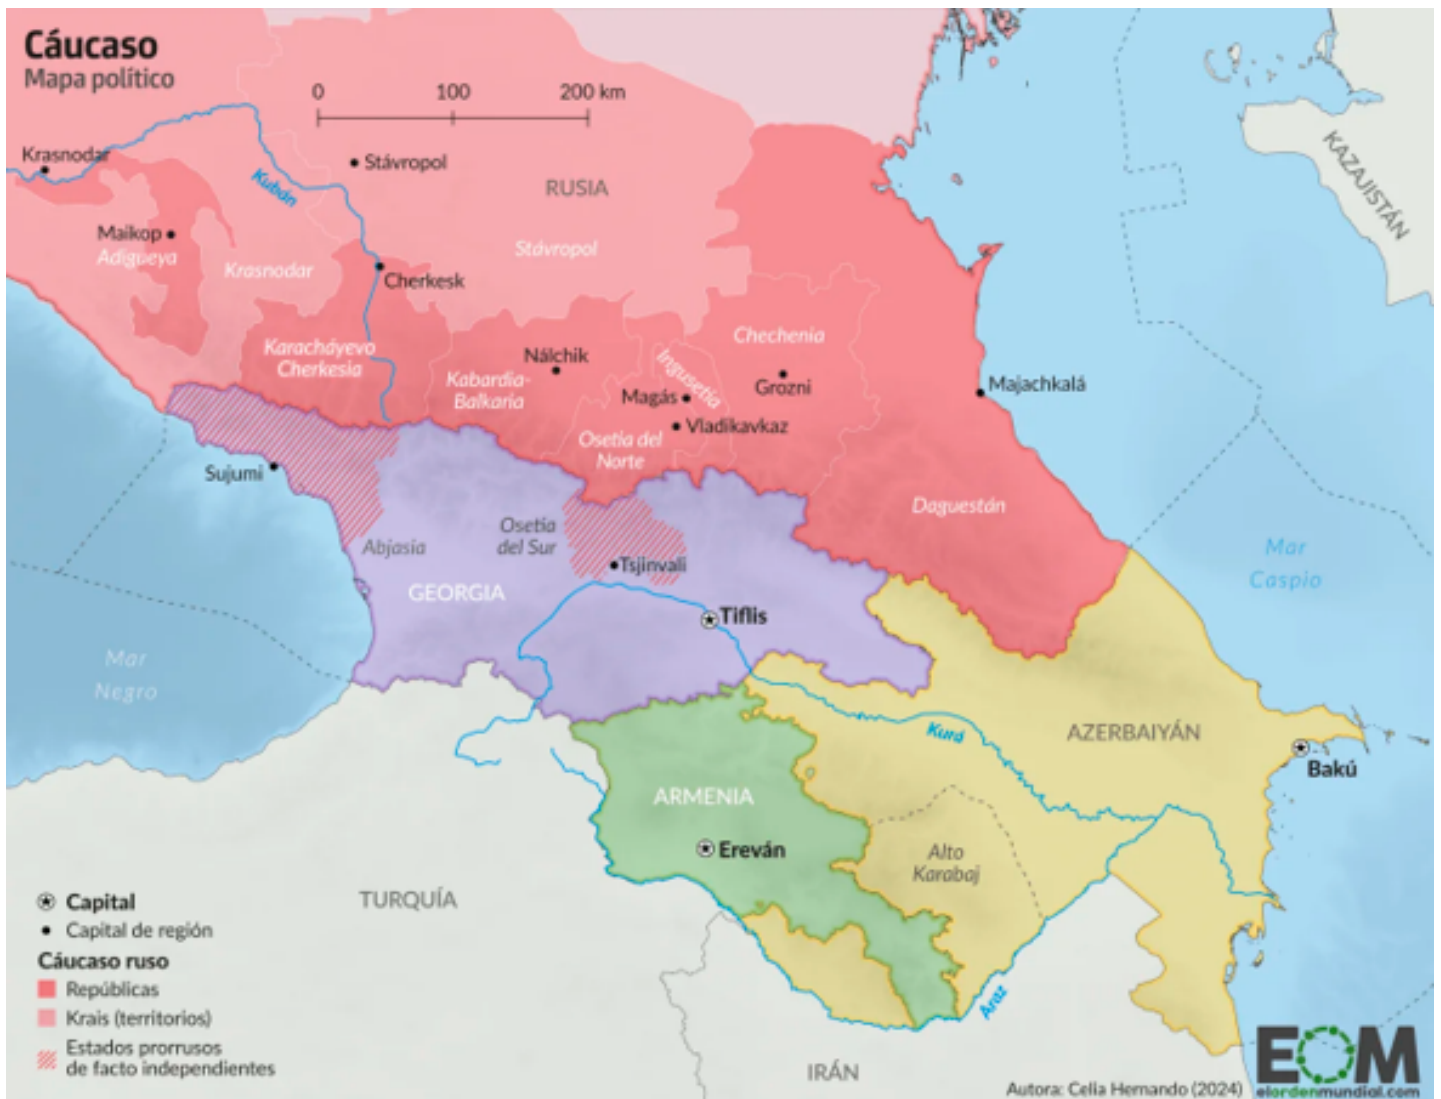 Cáucaso
Mapa político
0 100 200 km
Krasnodar
Stávropol
Kubán
RUSIA
KAZAJISTÁN
Maikop
Adigueya
Krasnodar
Stávropol
Cherkesk
Karacháyevo
Cherkesia
Nálchik
Kabardia-
Balkaria
Chechenia
Ingusetia
Grozni
Magás
Majachkalá
Vladikavkaz
Osetia del
Norte
Sujumi
Daguestán
Abjasia
Osetia
del Sur
Tsjinvali
GEORGIA
Mar
Caspio
Tiflis
Mar
Negro
Kurá
AZERBAIYÁN
Bakú
ARMENIA
Ereván
Alto
Karabaj
TURQUÍA
Araz
IRÁN
Capital
Capital de región
Cáucaso ruso
Repúblicas
Krais (territorios)
Estados prorrusos
de facto independientes
Autora: Celia Hernando (2024)
EOM
elordenmundial.com